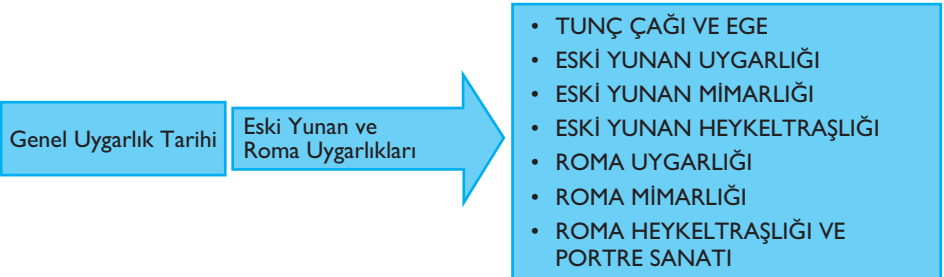 Genel Uygarlık Tarihi
Eski Yunan ve
Roma Uygarlıkları
• TUNÇ ÇAĞI VE EGE
• ESKİ YUNAN UYGARLIĞI
• ESKİ YUNAN MİMARLIĞI
• ESKİ YUNAN HEYKELTRAŞLIĞI
• ROMA UYGARLIĞI
• ROMA MİMARLIĞI
• ROMA HEYKELTRAŞLIĞI VE
PORTRE SANATI